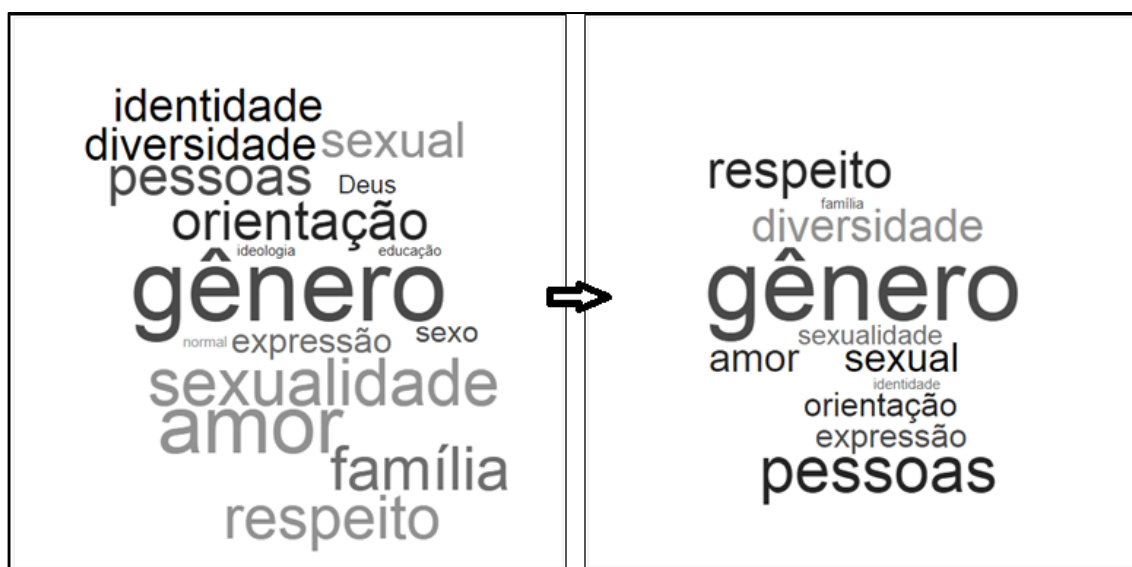 identidade
diversidade sexual
pessoas Deus
orientação
ideologia educação
gênero
normal expressão sexo
sexualidade
amor
família
respeito
respeito
família
diversidade
gênero
sexualidade
amor sexual
identidade
orientação
expressão
pessoas